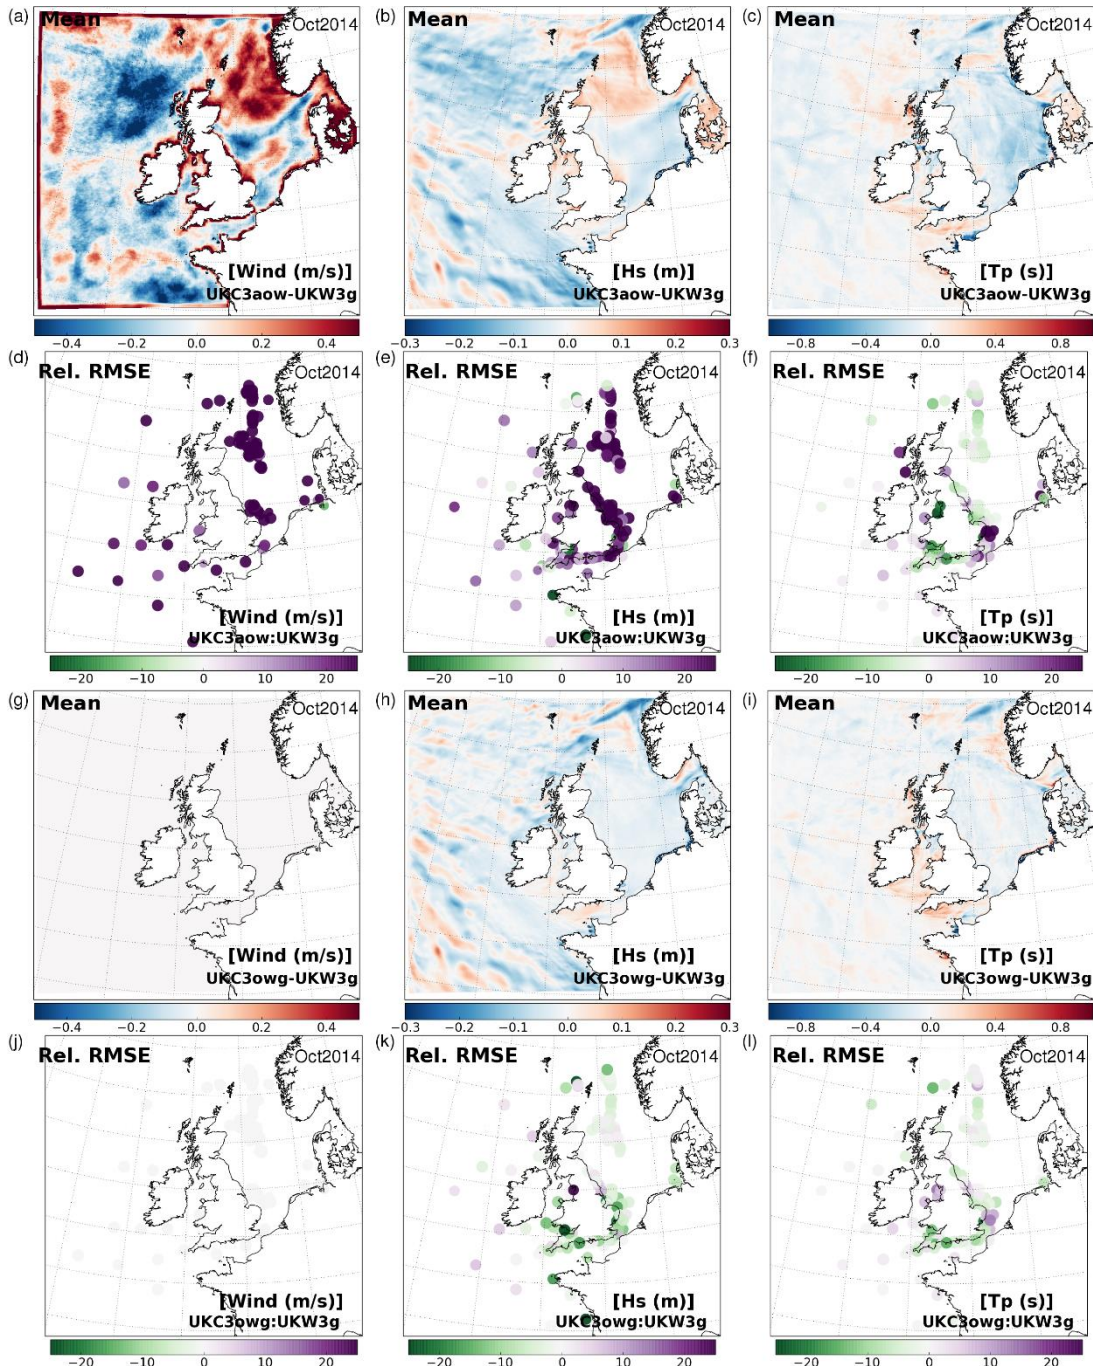 (a) Mean Oct2014
[Wind (m/s)]
UKC3aow-UKW3g
−0.4 −0.2 0.0 0.2 0.4
(b) Mean Oct2014
[Hs (m)]
UKC3aow-UKW3g
−0.3 −0.2 −0.1 0.0 0.1 0.2 0.3
(c) Mean Oct2014
[Tp (s)]
UKC3aow-UKW3g
−0.8 −0.4 0.0 0.4 0.8
(d) Rel. RMSE Oct2014
[Wind (m/s)]
UKC3aow:UKW3g
−20 −10 0 10 20
(e) Rel. RMSE Oct2014
[Hs (m)]
UKC3aow:UKW3g
−20 −10 0 10 20
(f) Rel. RMSE Oct2014
[Tp (s)]
UKC3aow:UKW3g
−20 −10 0 10 20
(g) Mean Oct2014
[Wind (m/s)]
UKC3owg-UKW3g
−0.4 −0.2 0.0 0.2 0.4
(h) Mean Oct2014
[Hs (m)]
UKC3owg-UKW3g
−0.3 −0.2 −0.1 0.0 0.1 0.2 0.3
(i) Mean Oct2014
[Tp (s)]
UKC3owg-UKW3g
−0.8 −0.4 0.0 0.4 0.8
(j) Rel. RMSE Oct2014
[Wind (m/s)]
UKC3owg:UKW3g
−20 −10 0 10 20
(k) Rel. RMSE Oct2014
[Hs (m)]
UKC3owg:UKW3g
−20 −10 0 10 20
(l) Rel. RMSE Oct2014
[Tp (s)]
UKC3owg:UKW3g
−20 −10 0 10 20